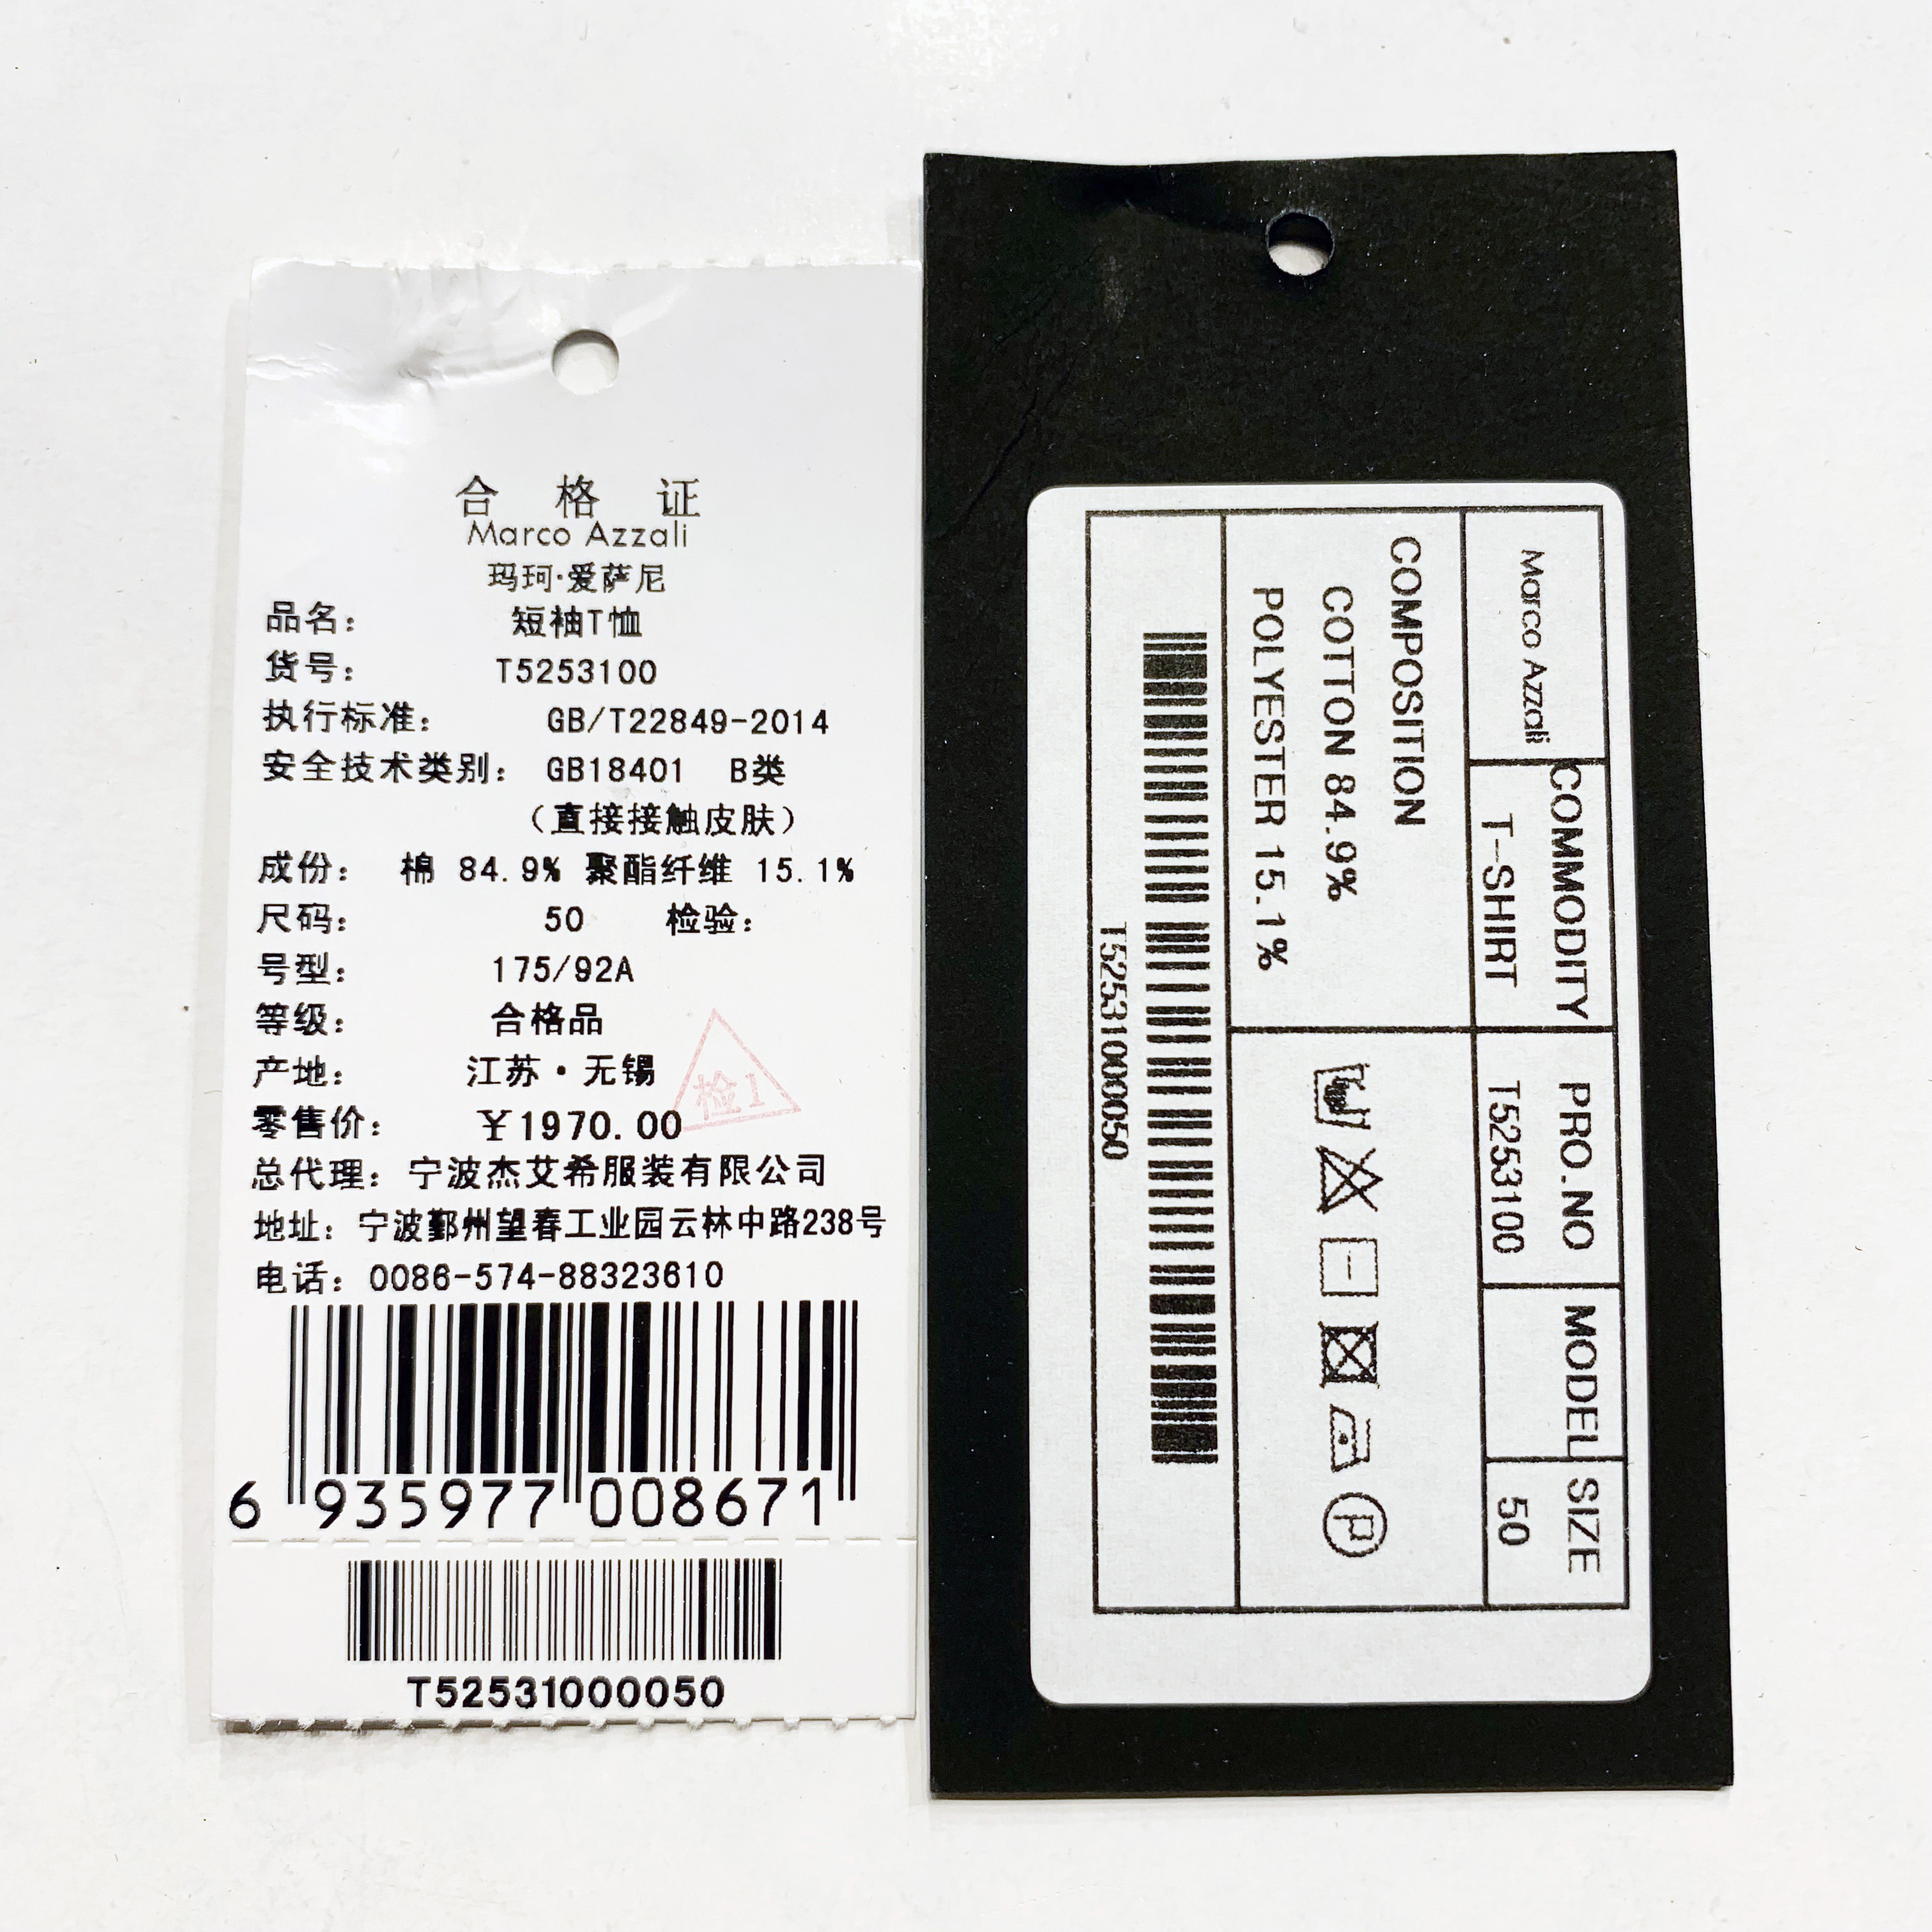 合 格 证
Marco Azzali
玛珂·爱萨尼
品名： 短袖T恤
货号： T5253100
执行标准： GB/T22849-2014
安全技术类别： GB18401 B类
（直接接触皮肤）
成份： 棉 84.9% 聚酯纤维 15.1%
尺码： 50 检验：
号型： 175/92A
等级： 合格品
产地： 江苏·无锡
检1
零售价： ￥1970.00
总代理：宁波杰艾希服装有限公司
地址：宁波鄞州望春工业园云林中路238号
电话：0086-574-88323610
6 935977 008671
T52531000050
Marco Azzali
COMMODITY PRO.NO MODEL SIZE
T-SHIRT T5253100 50
COMPOSITION
COTTON 84.9%
POLYESTER 15.1%
P
T52531000050